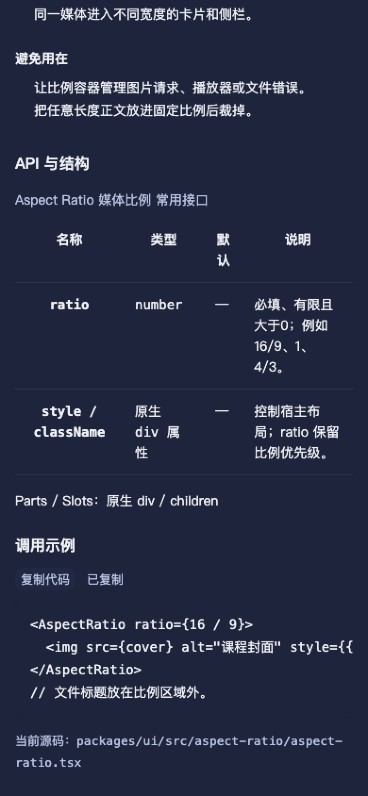 同一媒体进入不同宽度的卡片和侧栏。
避免用在
让比例容器管理图片请求、播放器或文件错误。
把任意长度正文放进固定比例后裁掉。
API 与结构
Aspect Ratio 媒体比例 常用接口
名称 类型 默认 说明
ratio number — 必填、有限且
大于0；例如
16/9、1、
4/3。
style / 原生 — 控制宿主布
className div 属 局；ratio 保留
性 比例优先级。
Parts / Slots：原生 div / children
调用示例
复制代码 已复制
<AspectRatio ratio={16 / 9}>
<img src={cover} alt="课程封面" style={{
</AspectRatio>
// 文件标题放在比例区域外。
当前源码：packages/ui/src/aspect-ratio/aspect-
ratio.tsx